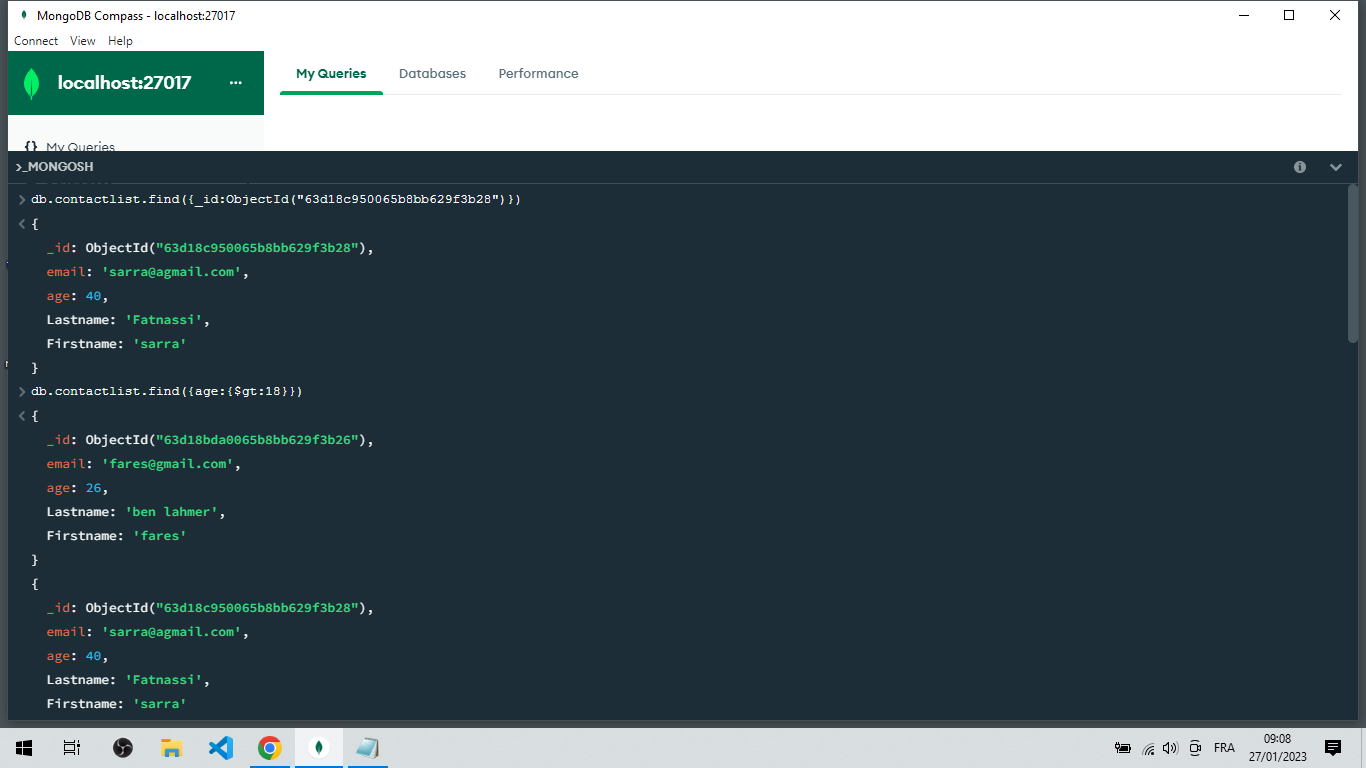 MongoDB Compass - localhost:27017
Connect View Help
localhost:27017 ...
My Queries Databases Performance
{} My Queries
>_MONGOSH
> db.contactlist.find({_id:ObjectId("63d18c950065b8bb629f3b28")})
< {
_id: ObjectId("63d18c950065b8bb629f3b28"),
email: 'sarra@agmail.com',
age: 40,
Lastname: 'Fatnassi',
Firstname: 'sarra'
}
> db.contactlist.find({age:{$gt:18}})
< {
_id: ObjectId("63d18bda0065b8bb629f3b26"),
email: 'fares@gmail.com',
age: 26,
Lastname: 'ben lahmer',
Firstname: 'fares'
}
{
_id: ObjectId("63d18c950065b8bb629f3b28"),
email: 'sarra@agmail.com',
age: 40,
Lastname: 'Fatnassi',
Firstname: 'sarra'
FRA
09:08
27/01/2023